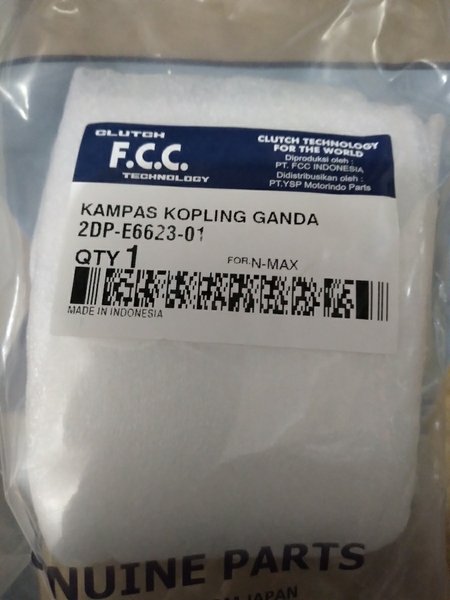 CLUTCH
F.C.C.
TECHNOLOGY
CLUTCH TECHNOLOGY
FOR THE WORLD
Diproduksi oleh :
PT. FCC INDONESIA
Didistribusikan oleh :
PT.YSP Motorindo Parts
KAMPAS KOPLING GANDA
2DP-E6623-01
QTY 1
FOR.N-MAX
MADE IN INDONESIA
NUINE PARTS
JAPAN